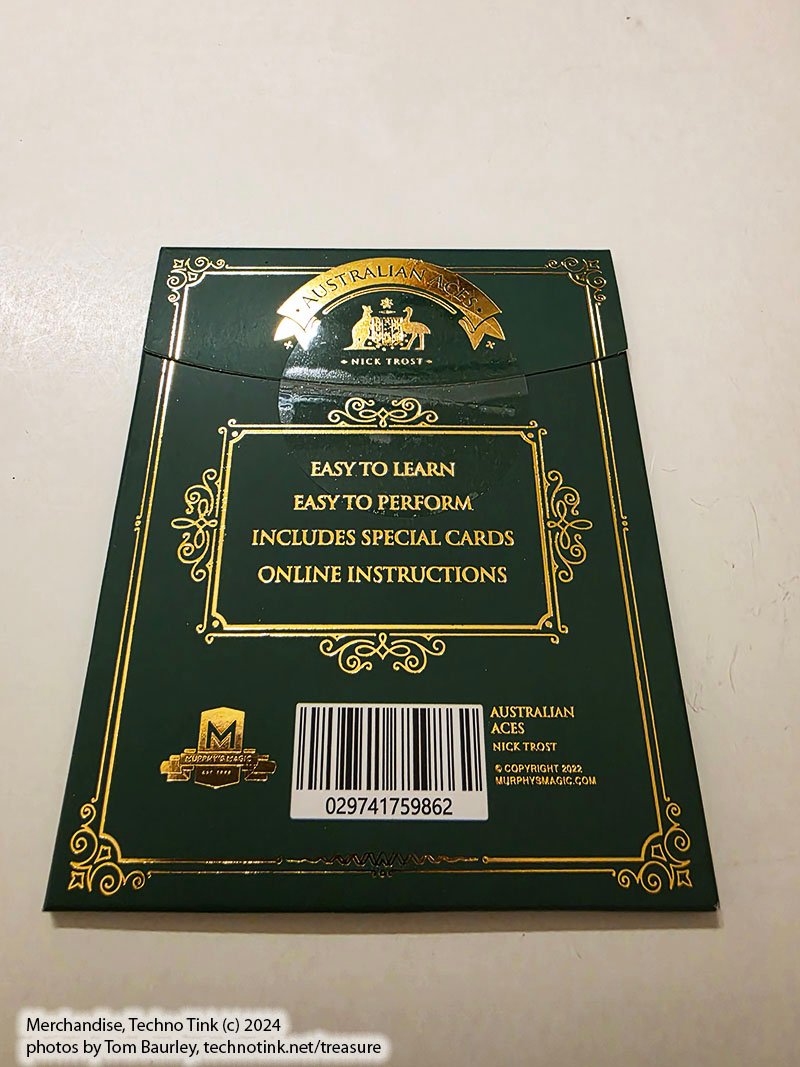 · AUSTRALIAN ACES ·
NICK TROST
EASY TO LEARN
EASY TO PERFORM
INCLUDES SPECIAL CARDS
ONLINE INSTRUCTIONS
M
MURPHY'S MAGIC
029741759862
AUSTRALIAN
ACES
NICK TROST
© COPYRIGHT 2022
MURPHYSMAGIC.COM
Merchandise, Techno Tink (c) 2024
photos by Tom Baurley, technotink.net/treasure